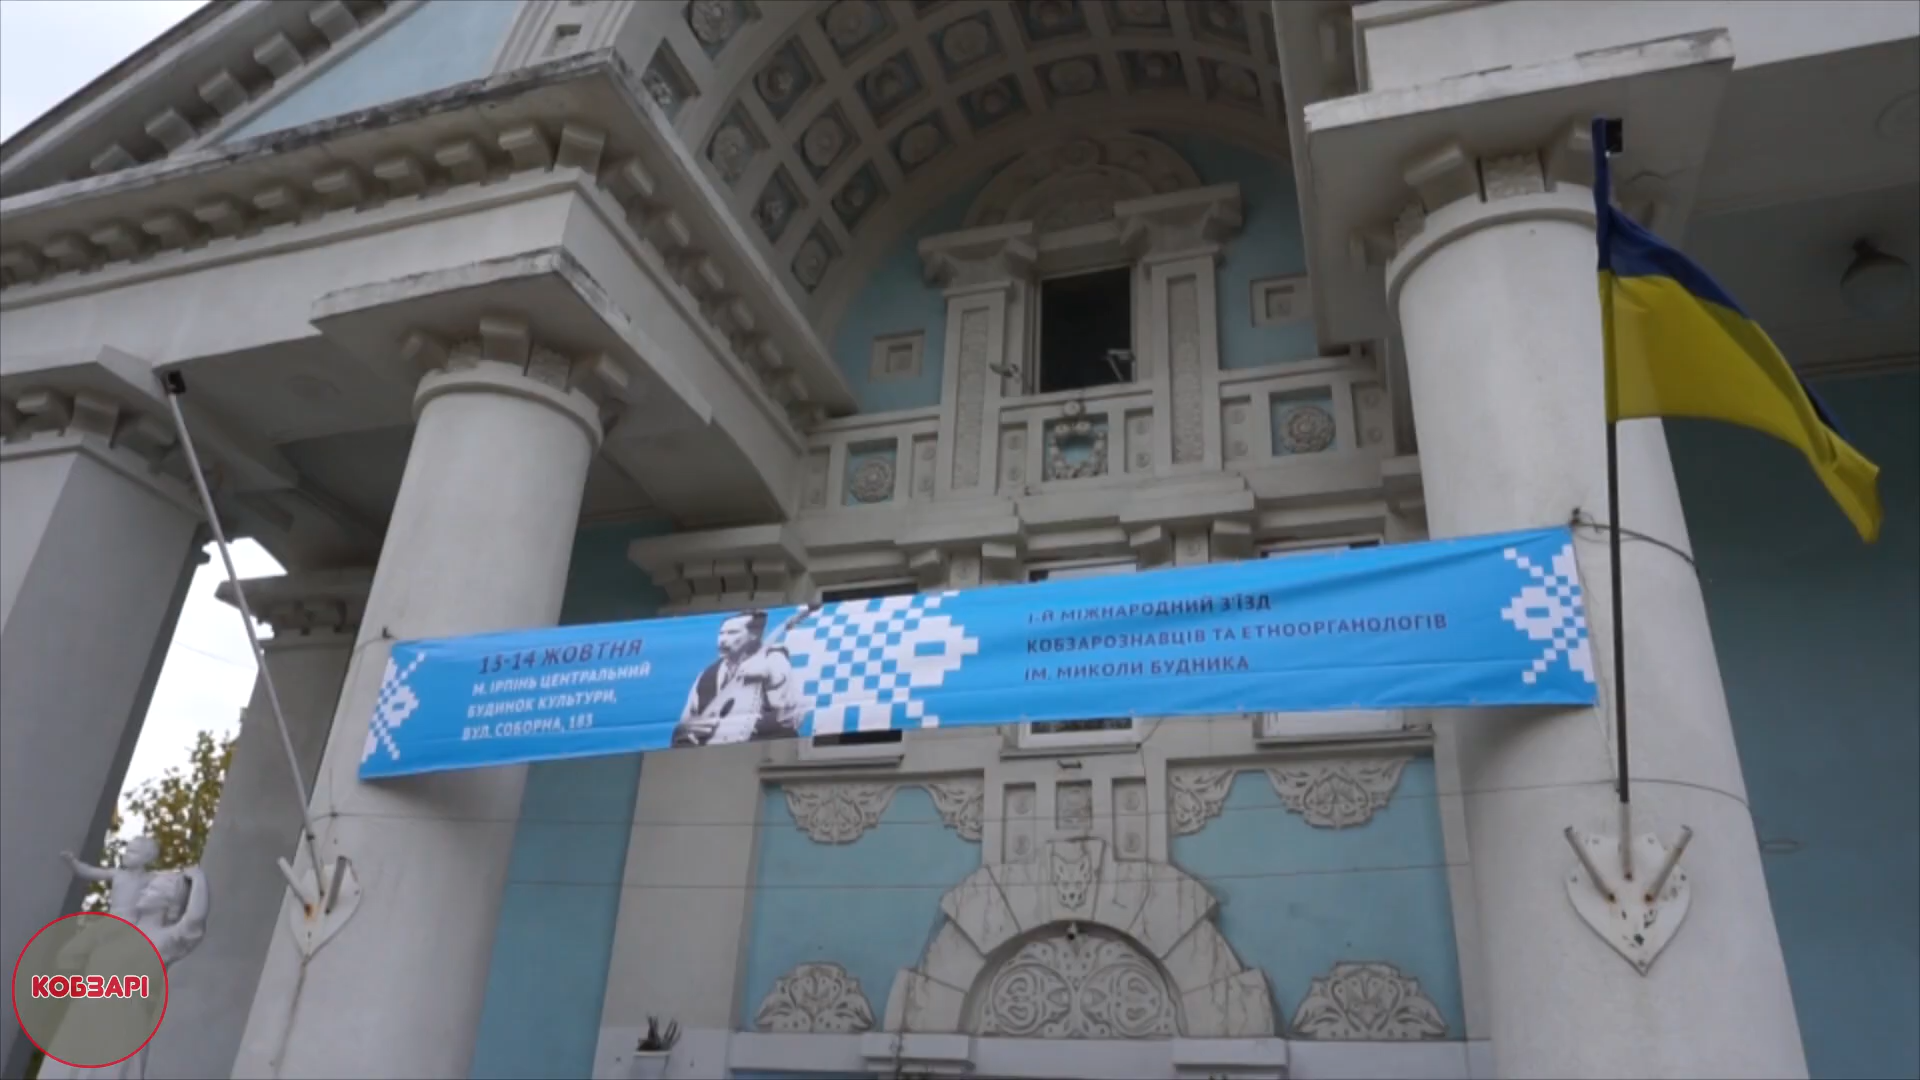 13-14 ЖОВТНЯ
М. ІРПІНЬ ЦЕНТРАЛЬНИЙ
БУДИНОК КУЛЬТУРИ,
ВУЛ. СОБОРНА, 183
І-Й МІЖНАРОДНИЙ З'ЇЗД
КОБЗАРОЗНАВЦІВ ТА ЕТНООРГАНОЛОГІВ
ІМ. МИКОЛИ БУДНИКА
КОБЗАРІ